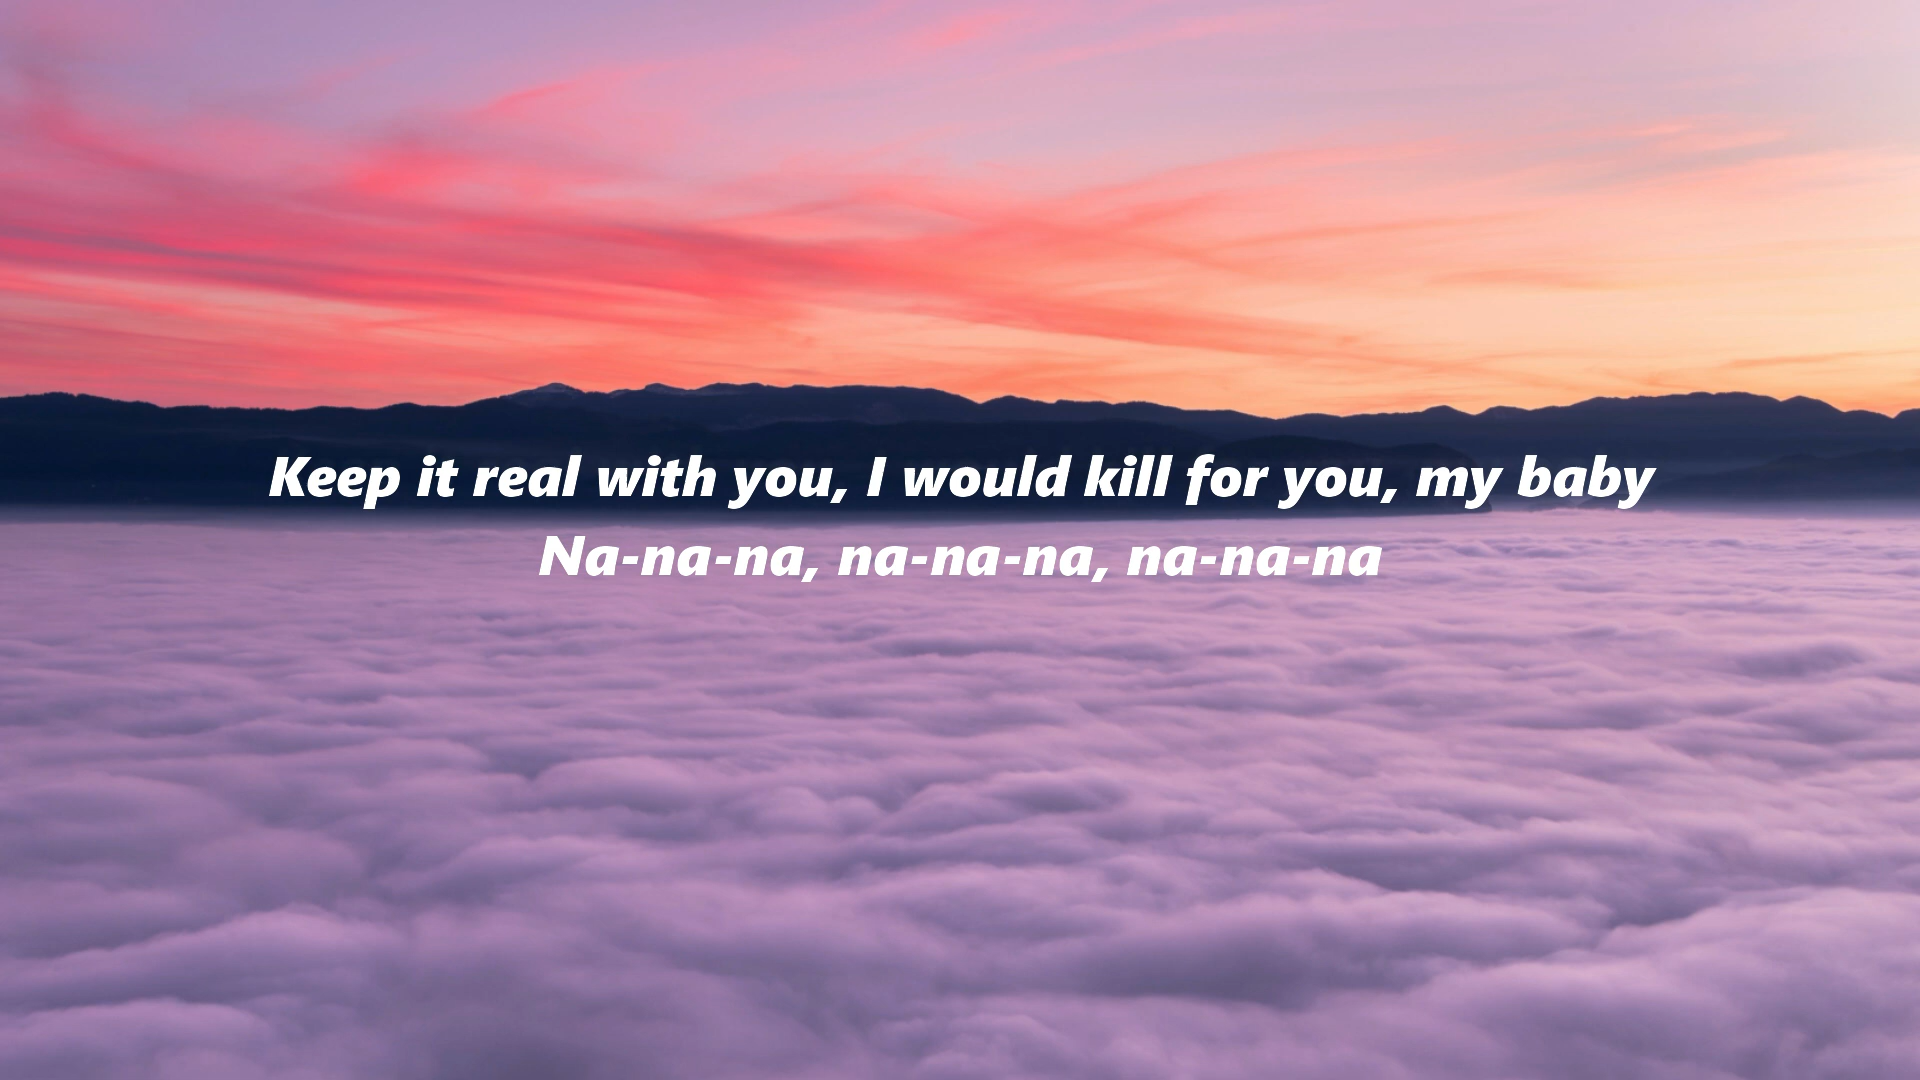 Keep it real with you, I would kill for you, my baby
Na-na-na, na-na-na, na-na-na